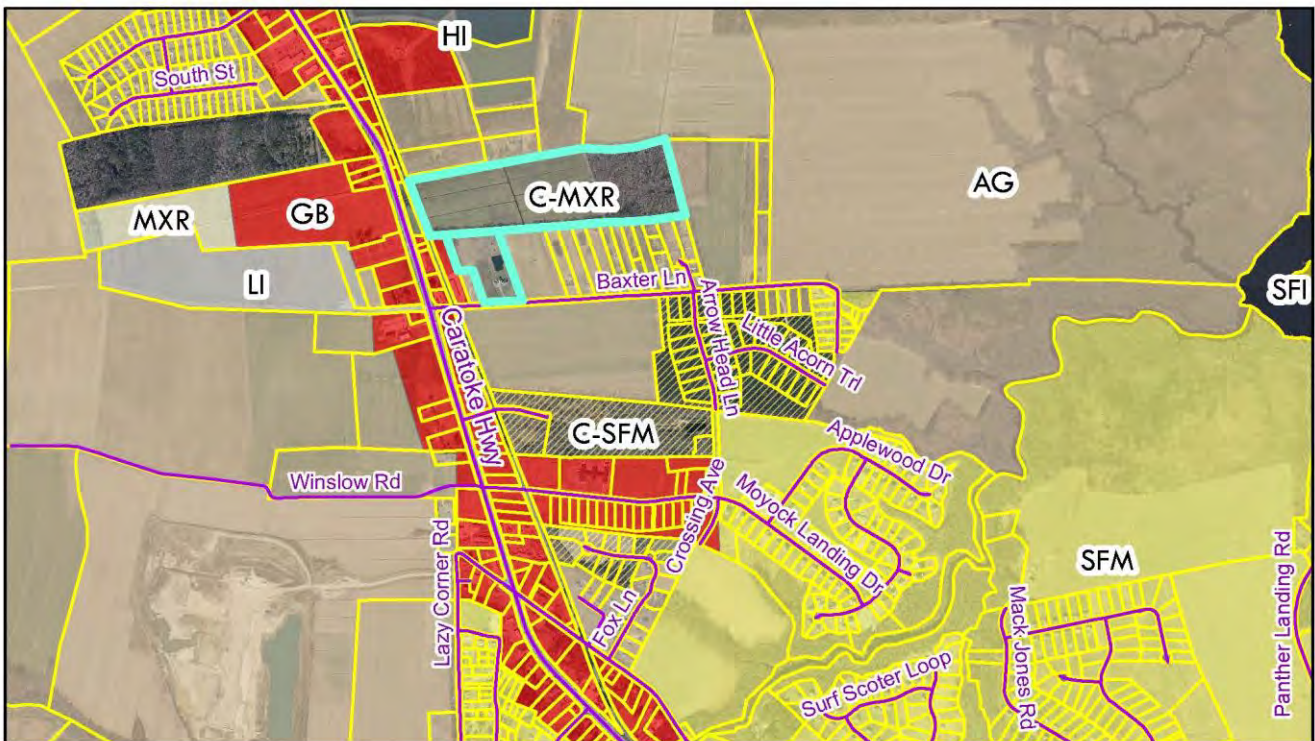 HI
South St
C-MXR
AG
MXR
GB
LI
Baxter Ln
SFI
Arrow Head Ln
Little Acorn Trl
Caratoke Hwy
C-SFM
Applewood Dr
Winslow Rd
Crossing Ave
Moyock Landing Dr
SFM
Lazy Corner Rd
Fox Ln
Mack Jones Rd
Panther Landing Rd
Surf Scoter Loop